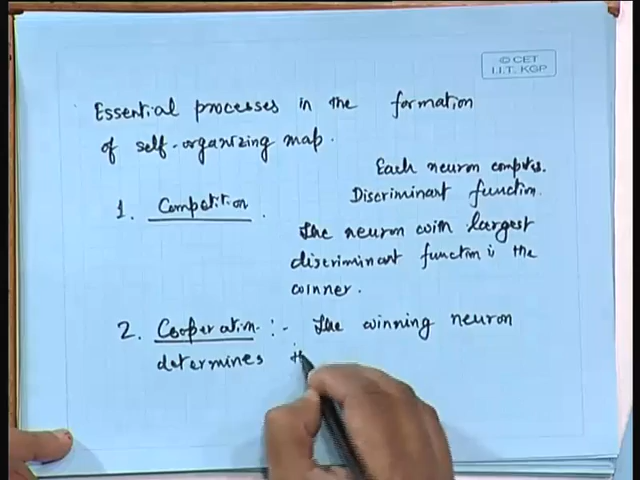 © CET
I.I.T. KGP
Essential processes in the formation
of self-organizing map.
Each neuron computes.
1. Competition.
Discriminant function.
The neuron with largest
discriminant function is the
winner.
2. Cooperation :- The winning neuron
determines th